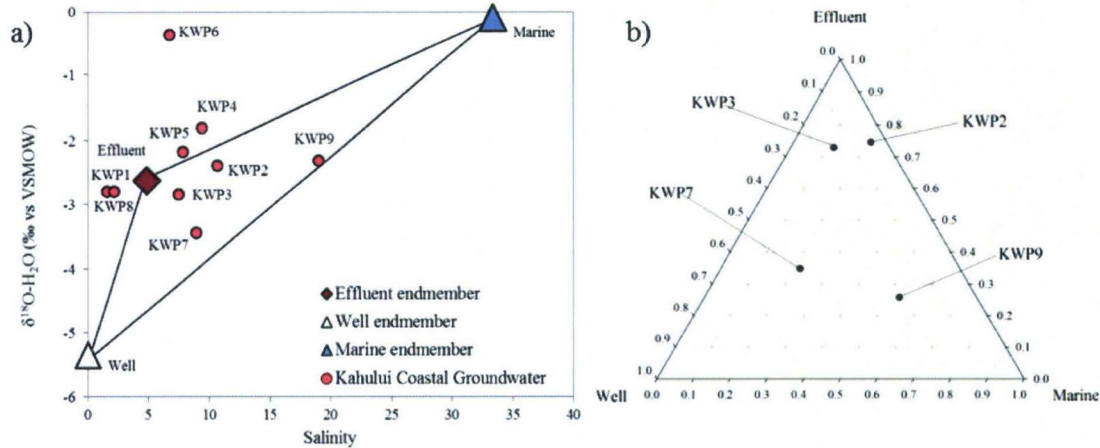 a)
δ¹⁸O-H₂O (‰ vs VSMOW)
0
-1
-2
-3
-4
-5
-6
KWP6
Marine
KWP4
KWP5
KWP9
Effluent
KWP2
KWP1
KWP3
KWP8
KWP7
Effluent endmember
Well endmember
Marine endmember
Kahului Coastal Groundwater
Well
0 5 10 15 20 25 30 35 40
Salinity
b)
Effluent
0.0 1.0
0.1 0.9
0.2 0.8
0.3 0.7
0.4 0.6
0.5 0.5
0.6 0.4
0.7 0.3
0.8 0.2
0.9 0.1
1.0 0.0
KWP3
KWP2
KWP7
KWP9
Well 0.0 0.1 0.2 0.3 0.4 0.5 0.6 0.7 0.8 0.9 1.0 Marine